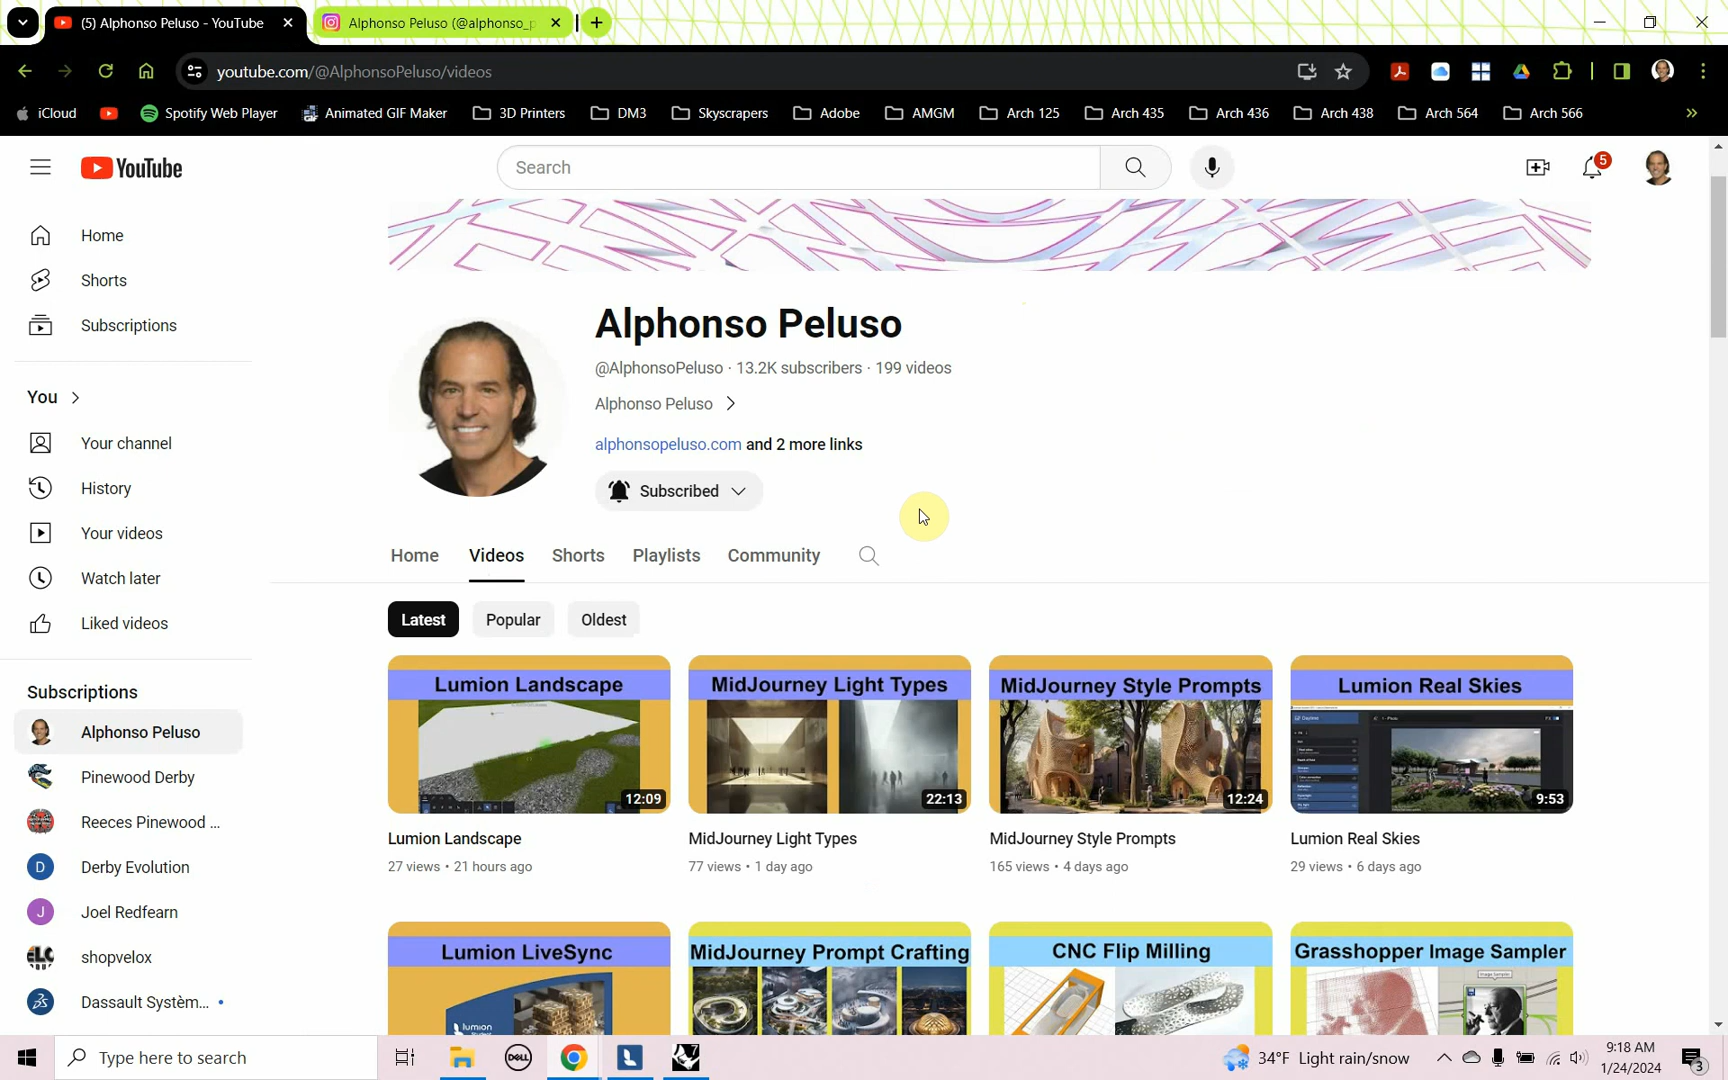 (5) Alphonso Peluso - YouTube
Alphonso Peluso (@alphonso_p
youtube.com/@AlphonsoPeluso/videos
iCloud
Spotify Web Player
Animated GIF Maker
3D Printers
DM3
Skyscrapers
Adobe
AMGM
Arch 125
Arch 435
Arch 436
Arch 438
Arch 564
Arch 566
YouTube
Search
5
Home
Shorts
Subscriptions
You
Your channel
History
Your videos
Watch later
Liked videos
Subscriptions
Alphonso Peluso
Pinewood Derby
Reeces Pinewood ...
D Derby Evolution
J Joel Redfearn
shopvelox
Dassault Systèm...
Alphonso Peluso
@AlphonsoPeluso · 13.2K subscribers · 199 videos
Alphonso Peluso
alphonsopeluso.com and 2 more links
Subscribed
Home Videos Shorts Playlists Community
Latest Popular Oldest
Lumion Landscape
12:09
Lumion Landscape
27 views • 21 hours ago
MidJourney Light Types
22:13
MidJourney Light Types
77 views • 1 day ago
MidJourney Style Prompts
12:24
MidJourney Style Prompts
165 views • 4 days ago
Lumion Real Skies
9:53
Lumion Real Skies
29 views • 6 days ago
Lumion LiveSync
lumion
MidJourney Prompt Crafting
CNC Flip Milling
Grasshopper Image Sampler
Image Sampler
Type here to search
DELL
34°F Light rain/snow
9:18 AM
1/24/2024
3